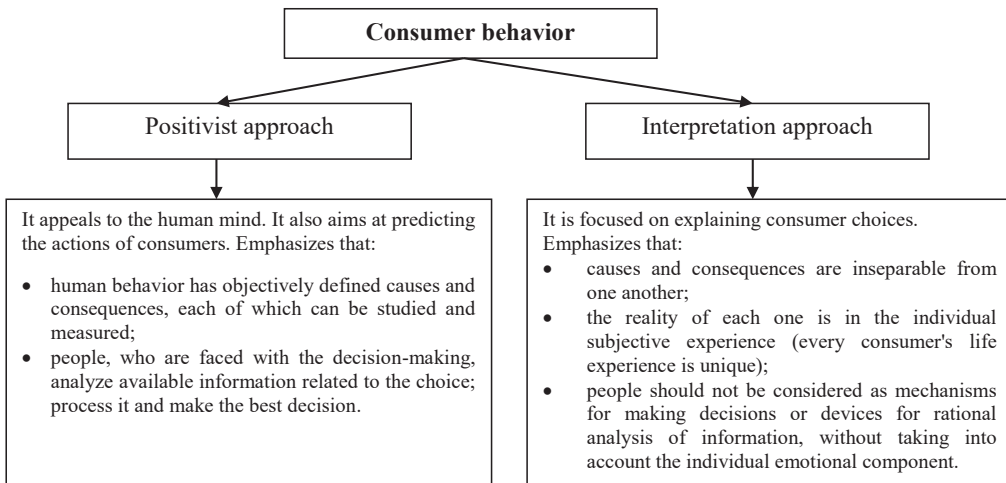 Consumer behavior
Positivist approach
Interpretation approach
It appeals to the human mind. It also aims at predicting
the actions of consumers. Emphasizes that:
• human behavior has objectively defined causes and
consequences, each of which can be studied and
measured;
• people, who are faced with the decision-making,
analyze available information related to the choice;
process it and make the best decision.
It is focused on explaining consumer choices.
Emphasizes that:
• causes and consequences are inseparable from
one another;
• the reality of each one is in the individual
subjective experience (every consumer's life
experience is unique);
• people should not be considered as mechanisms
for making decisions or devices for rational
analysis of information, without taking into
account the individual emotional component.